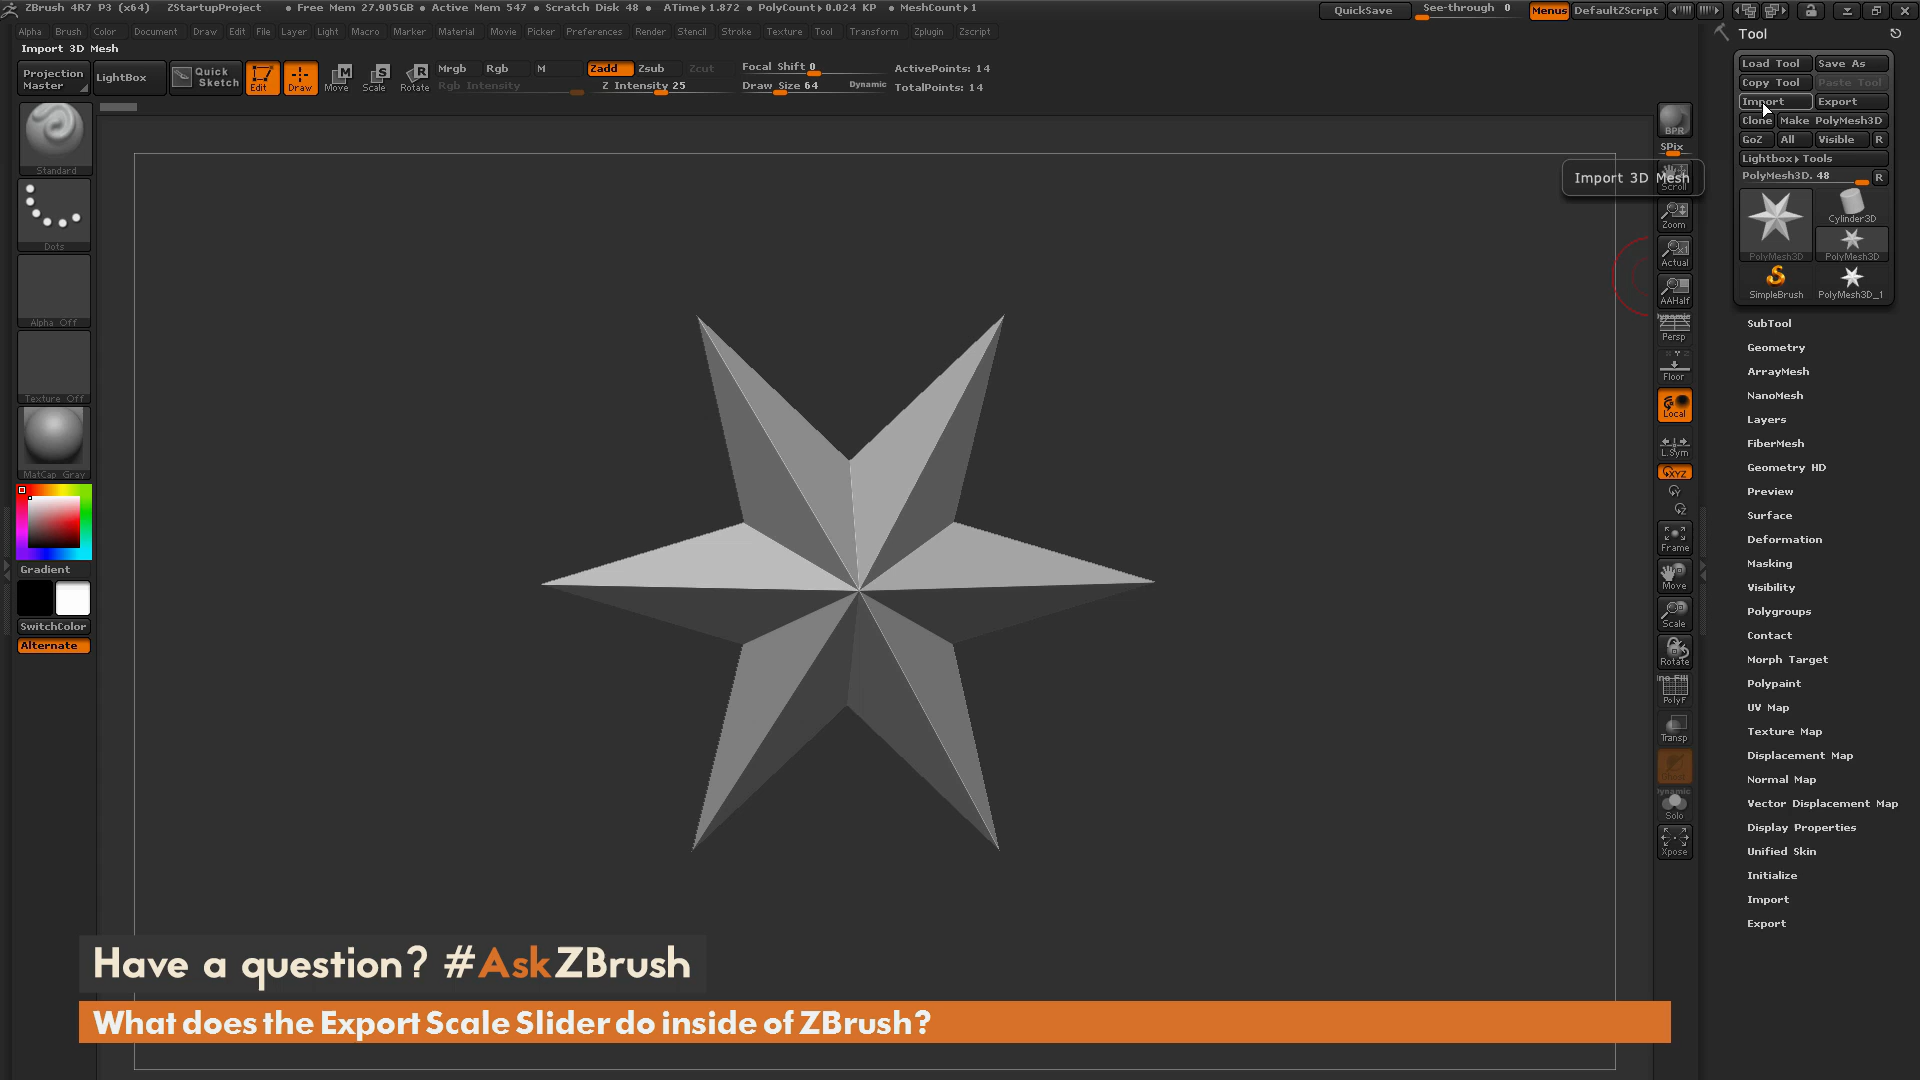 ZBrush 4R7 P3 (x64) ZStartupProject • Free Mem 27.905GB • Active Mem 547 • Scratch Disk 48 • ATime▸1.872 • PolyCount▸0.024 KP • MeshCount▸1 QuickSave See-through 0 Menus DefaultZScript
Alpha Brush Color Document Draw Edit File Layer Light Macro Marker Material Movie Picker Preferences Render Stencil Stroke Texture Tool Transform Zplugin Zscript
Import 3D Mesh
Projection Master
LightBox
Quick Sketch
Edit
Draw
Move
Scale
Rotate
Mrgb Rgb M
Rgb Intensity
Zadd Zsub Zcut
Z Intensity 25
Focal Shift 0
Draw Size 64 Dynamic
ActivePoints: 14
TotalPoints: 14
Standard
Dots
Alpha Off
Texture Off
MatCap Gray
Gradient
SwitchColor
Alternate
BPR
SPix
Scroll
Zoom
Actual
AAHalf
Dynamic
Persp
Floor
Local
L.Sym
XYZ
Frame
Move
Scale
Rotate
PolyF
Transp
Ghost
Solo
Xpose
Import 3D Mesh
Tool
Load Tool Save As
Copy Tool Paste Tool
Import Export
Clone Make PolyMesh3D
GoZ All Visible R
Lightbox▸Tools
PolyMesh3D. 48 R
PolyMesh3D
Cylinder3D
PolyMesh3D
SimpleBrush
PolyMesh3D_1
SubTool
Geometry
ArrayMesh
NanoMesh
Layers
FiberMesh
Geometry HD
Preview
Surface
Deformation
Masking
Visibility
Polygroups
Contact
Morph Target
Polypaint
UV Map
Texture Map
Displacement Map
Normal Map
Vector Displacement Map
Display Properties
Unified Skin
Initialize
Import
Export
Have a question? #AskZBrush
What does the Export Scale Slider do inside of ZBrush?